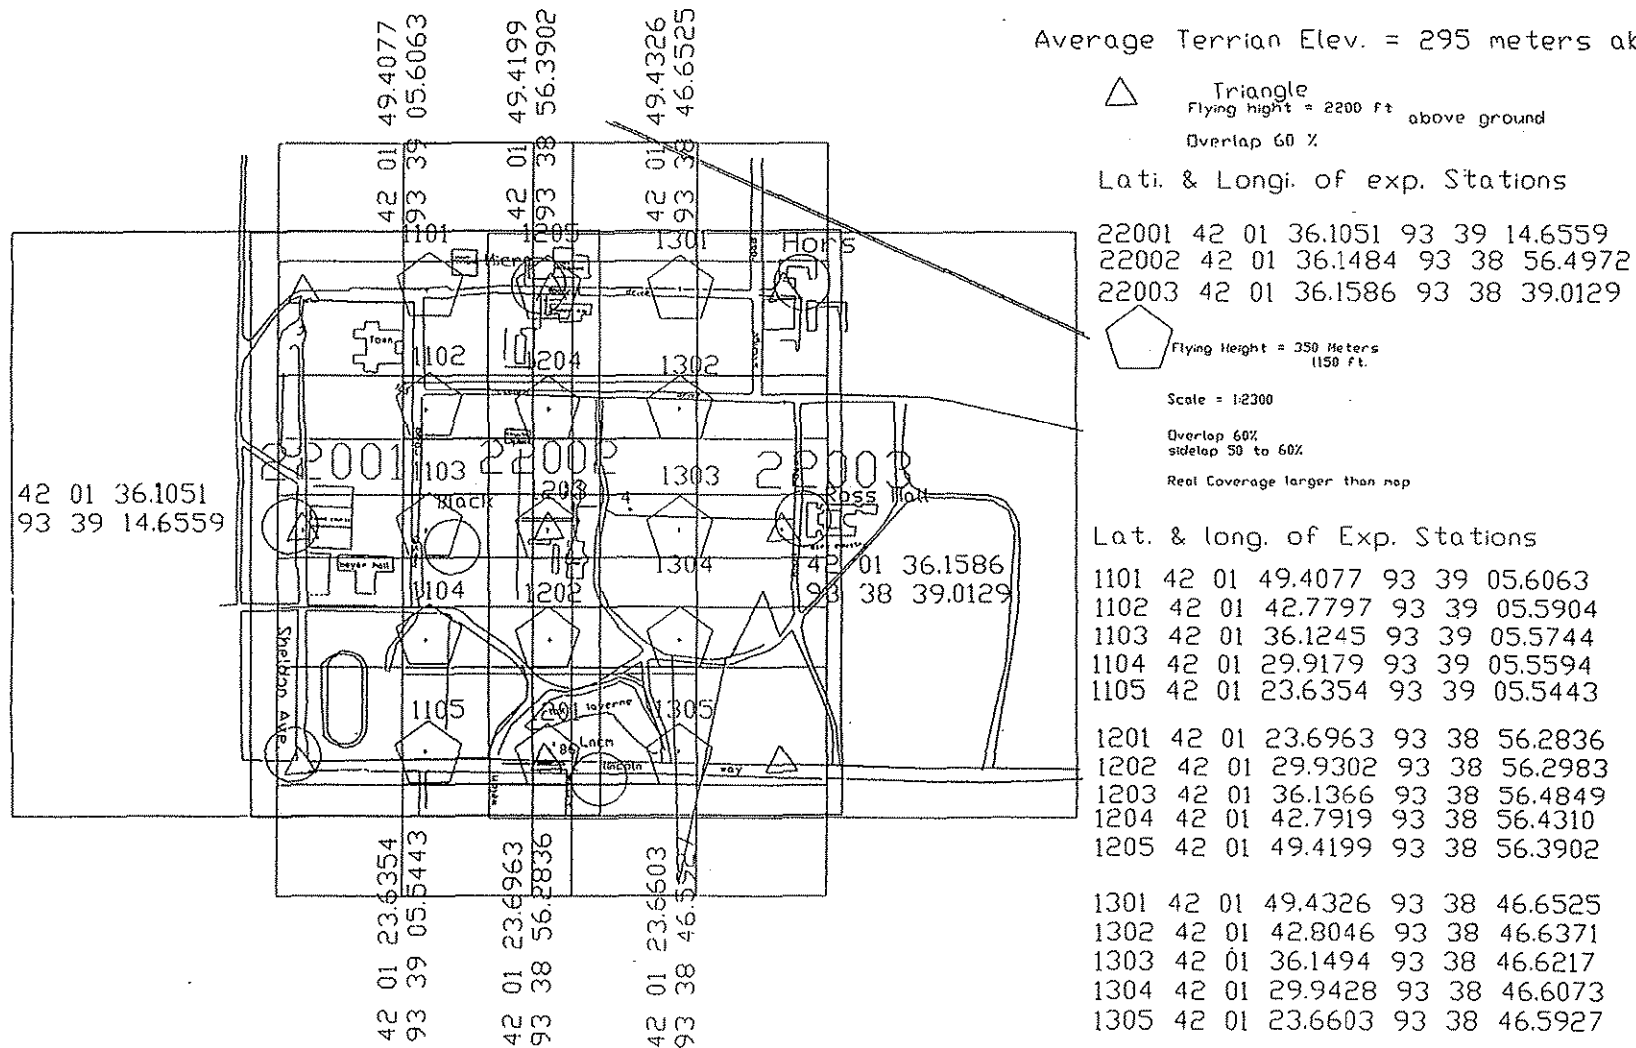 49.4077
05.6063
49.4199
56.3902
49.4326
46.6525
42 01
93 39
42 01
93 38
42 01
93 38
Average Terrian Elev. = 295 meters ab
Triangle
Flying hight = 2200 ft above ground
Overlap 60 %
Lati. & Longi. of exp. Stations
22001 42 01 36.1051 93 39 14.6559
22002 42 01 36.1484 93 38 56.4972
22003 42 01 36.1586 93 38 39.0129
Flying Height = 350 Meters
1150 ft.
Scale = 1:2300
Overlap 60%
sidelap 50 to 60%
Real Coverage larger than map
Lat. & long. of Exp. Stations
1101 42 01 49.4077 93 39 05.6063
1102 42 01 42.7797 93 39 05.5904
1103 42 01 36.1245 93 39 05.5744
1104 42 01 29.9179 93 39 05.5594
1105 42 01 23.6354 93 39 05.5443
1201 42 01 23.6963 93 38 56.2836
1202 42 01 29.9302 93 38 56.2983
1203 42 01 36.1366 93 38 56.4849
1204 42 01 42.7919 93 38 56.4310
1205 42 01 49.4199 93 38 56.3902
1301 42 01 49.4326 93 38 46.6525
1302 42 01 42.8046 93 38 46.6371
1303 42 01 36.1494 93 38 46.6217
1304 42 01 29.9428 93 38 46.6073
1305 42 01 23.6603 93 38 46.5927
1101 1205 1301 Hors
Micro
Town
1102 1204 1302
22001 103 22002 1303 22003
Black 203 4 Ross Hall
42 01 36.1051
93 39 14.6559
beyer hall
1304 42 01 36.1586
104 1202 93 38 39.0129
Sheldon Ave
1105 1201 laverne 1305
'86 Lncm
lincoln way
welch
42 01 23.6354
93 39 05.5443
42 01 23.6963
93 38 56.2836
42 01 23.6603
93 38